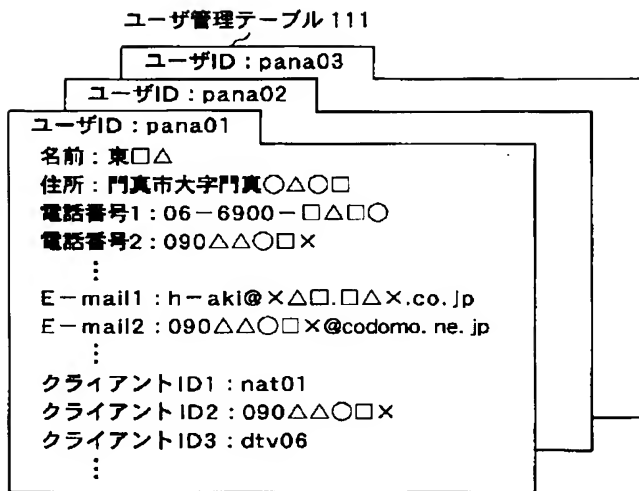 ユーザ管理テーブル 111
ユーザID:pana03
ユーザID:pana02
ユーザID:pana01
名前:東□△
住所:門真市大字門真○△○□
電話番号1:06-6900-□△□○
電話番号2:090△△○□×
⋮
E-mail1:h-aki@×△□.□△×.co.jp
E-mail2:090△△○□×@codomo.ne.jp
⋮
クライアントID1:nat01
クライアントID2:090△△○□×
クライアントID3:dtv06
⋮